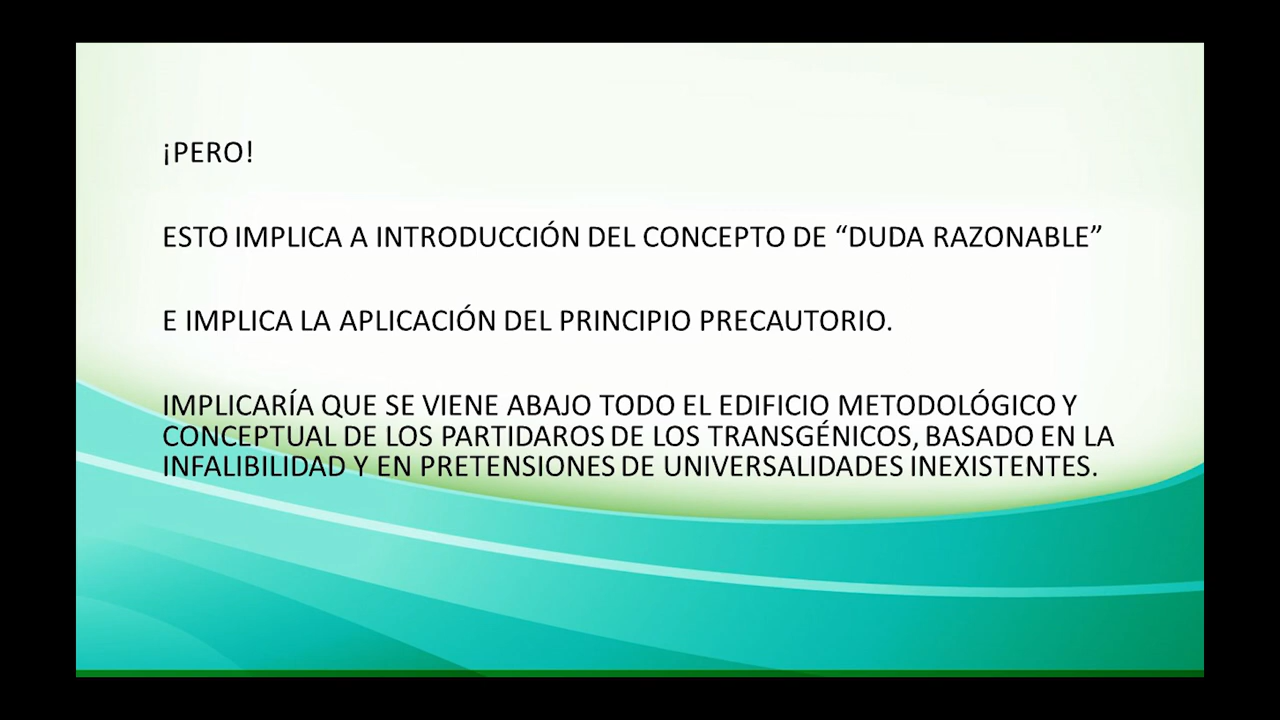 ¡PERO!
ESTO IMPLICA A INTRODUCCIÓN DEL CONCEPTO DE “DUDA RAZONABLE”
E IMPLICA LA APLICACIÓN DEL PRINCIPIO PRECAUTORIO.
IMPLICARÍA QUE SE VIENE ABAJO TODO EL EDIFICIO METODOLÓGICO Y
CONCEPTUAL DE LOS PARTIDAROS DE LOS TRANSGÉNICOS, BASADO EN LA
INFALIBILIDAD Y EN PRETENSIONES DE UNIVERSALIDADES INEXISTENTES.